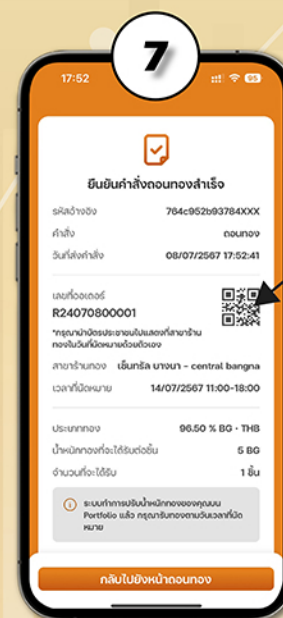 7
17:52
95
ยืนยันคำสั่งถอนทองสำเร็จ
รหัสอ้างอิง 764c952b93784XXX
คำสั่ง ถอนทอง
วันที่ส่งคำสั่ง 08/07/2567 17:52:41
เลขที่ออเดอร์
R24070800001
*กรุณานำบัตรประชาชนไปแสดงที่สาขาร้าน
ทองในวันที่นัดหมายด้วยตัวเอง
สาขาร้านทอง เซ็นทรัล บางนา - central bangna
เวลาที่นัดหมาย 14/07/2567 11:00-18:00
ประเภททอง 96.50 % BG - THB
น้ำหนักทองที่จะได้รับต่อชิ้น 5 BG
จำนวนที่จะได้รับ 1 ชิ้น
ระบบทำการปรับน้ำหนักทองของคุณบน
Portfolio แล้ว กรุณารับทองตามวันเวลาที่นัด
หมาย
กลับไปยังหน้าถอนทอง